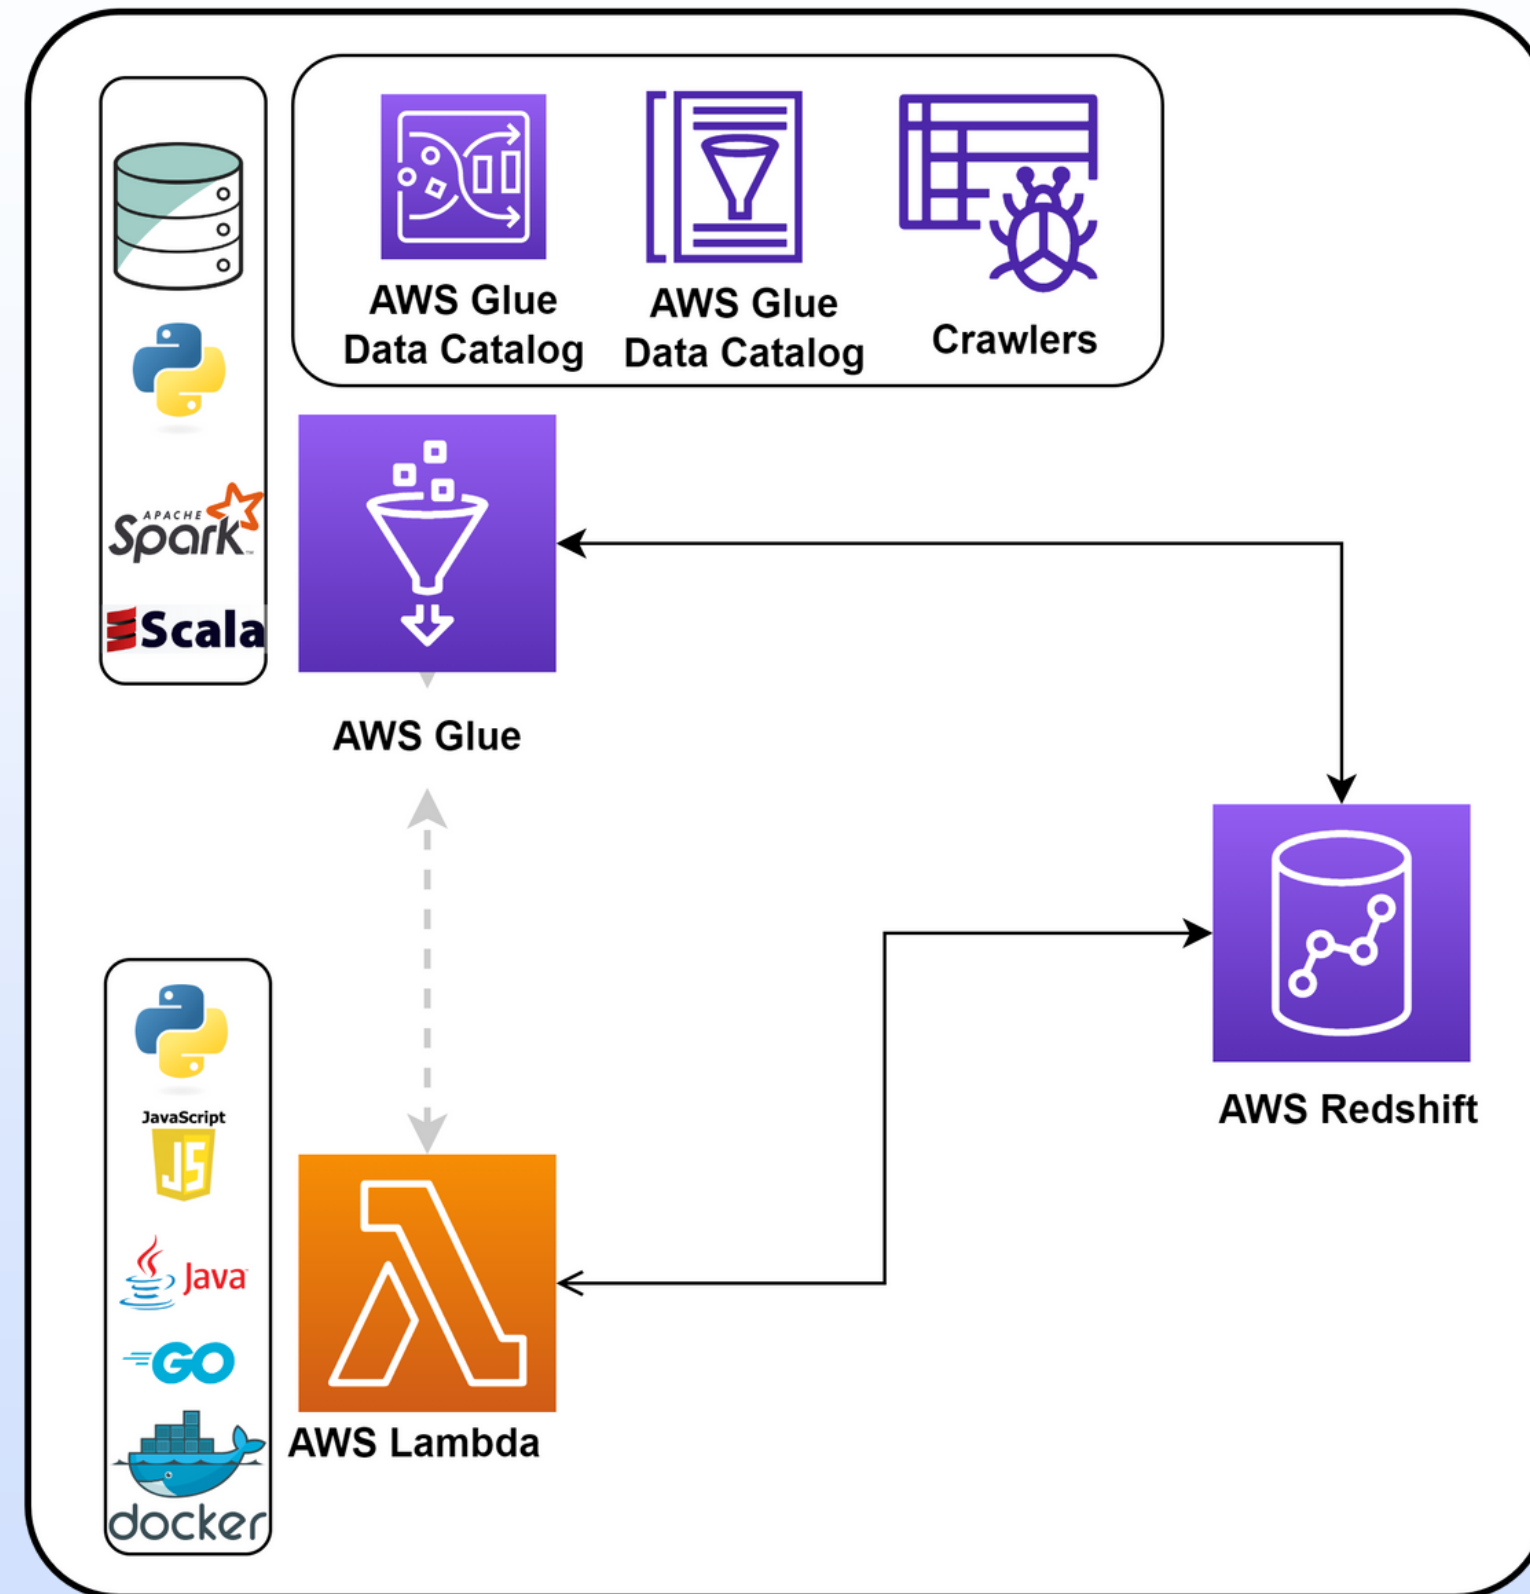 AWS Glue
Data Catalog
AWS Glue
Data Catalog
Crawlers
APACHE
Spark™
Scala
AWS Glue
AWS Redshift
JavaScript
JS
Java
GO
docker
AWS Lambda